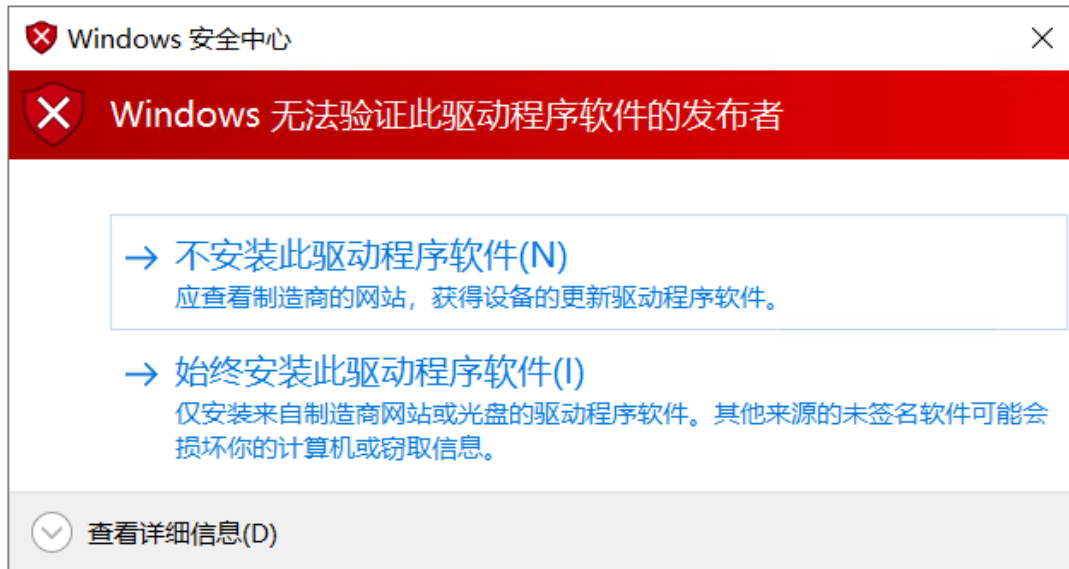 Windows 安全中心
Windows 无法验证此驱动程序软件的发布者
不安装此驱动程序软件(N)
应查看制造商的网站，获得设备的更新驱动程序软件。
始终安装此驱动程序软件(I)
仅安装来自制造商网站或光盘的驱动程序软件。其他来源的未签名软件可能会
损坏你的计算机或窃取信息。
查看详细信息(D)